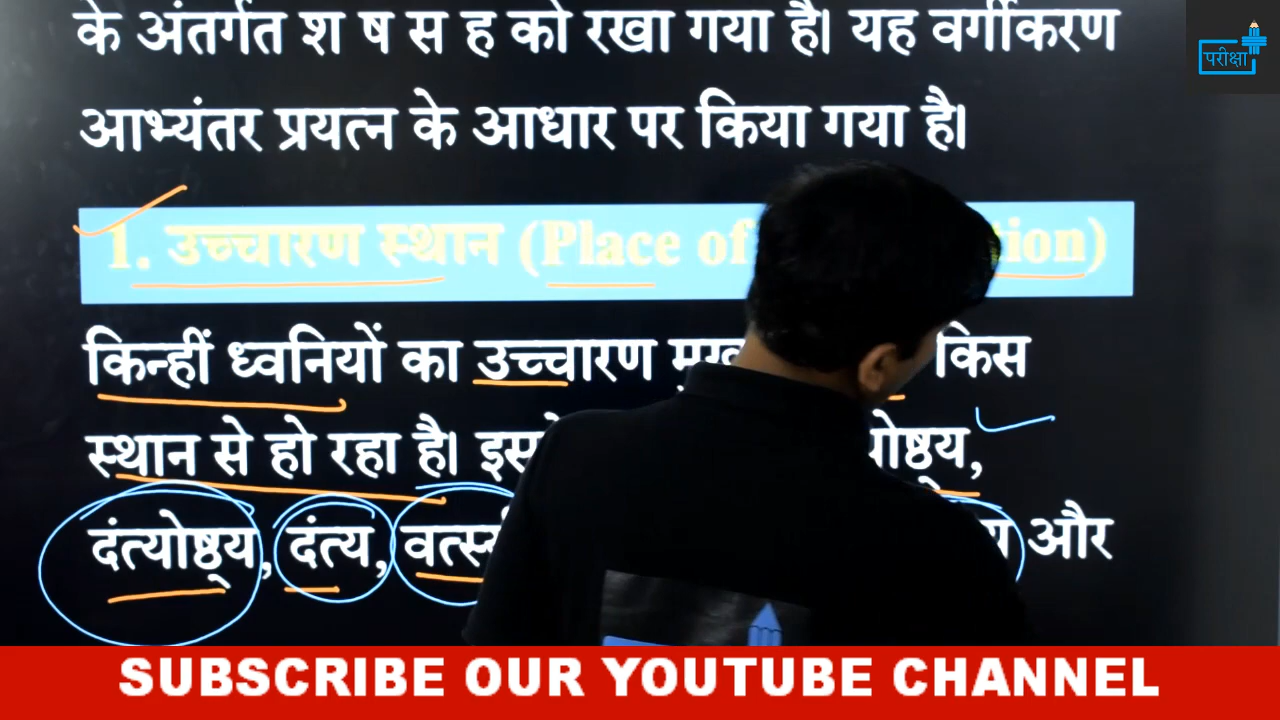 के अंतर्गत श ष स ह को रखा गया है। यह वर्गीकरण
परीक्षा
आभ्यंतर प्रयत्न के आधार पर किया गया है।
1. उच्चारण स्थान (Place of
किन्हीं ध्वनियों का उच्चारण किस
स्थान से हो रहा है।
दंत्योष्ठ्य, दंत्य, और
SUBSCRIBE OUR YOUTUBE CHANNEL